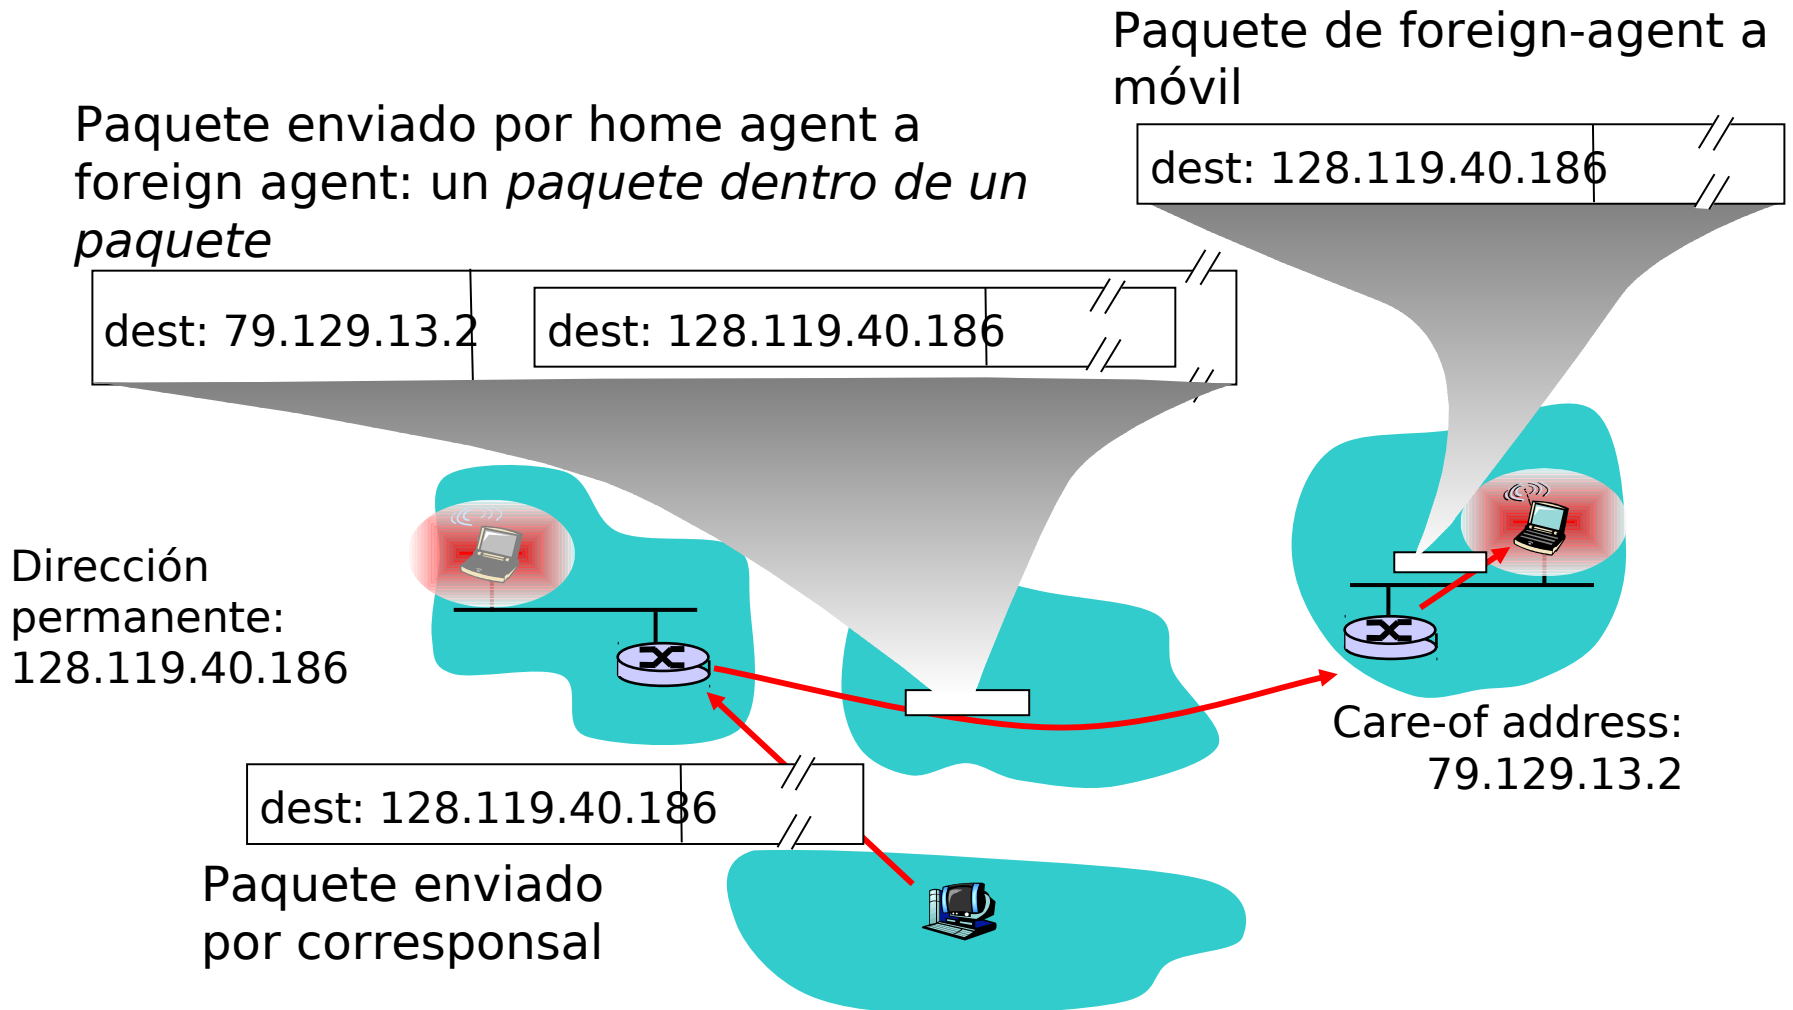 Paquete de foreign-agent a
móvil
dest: 128.119.40.186
Paquete enviado por home agent a
foreign agent: un paquete dentro de un
paquete
dest: 79.129.13.2
dest: 128.119.40.186
Dirección
permanente:
128.119.40.186
Care-of address:
79.129.13.2
dest: 128.119.40.186
Paquete enviado
por corresponsal